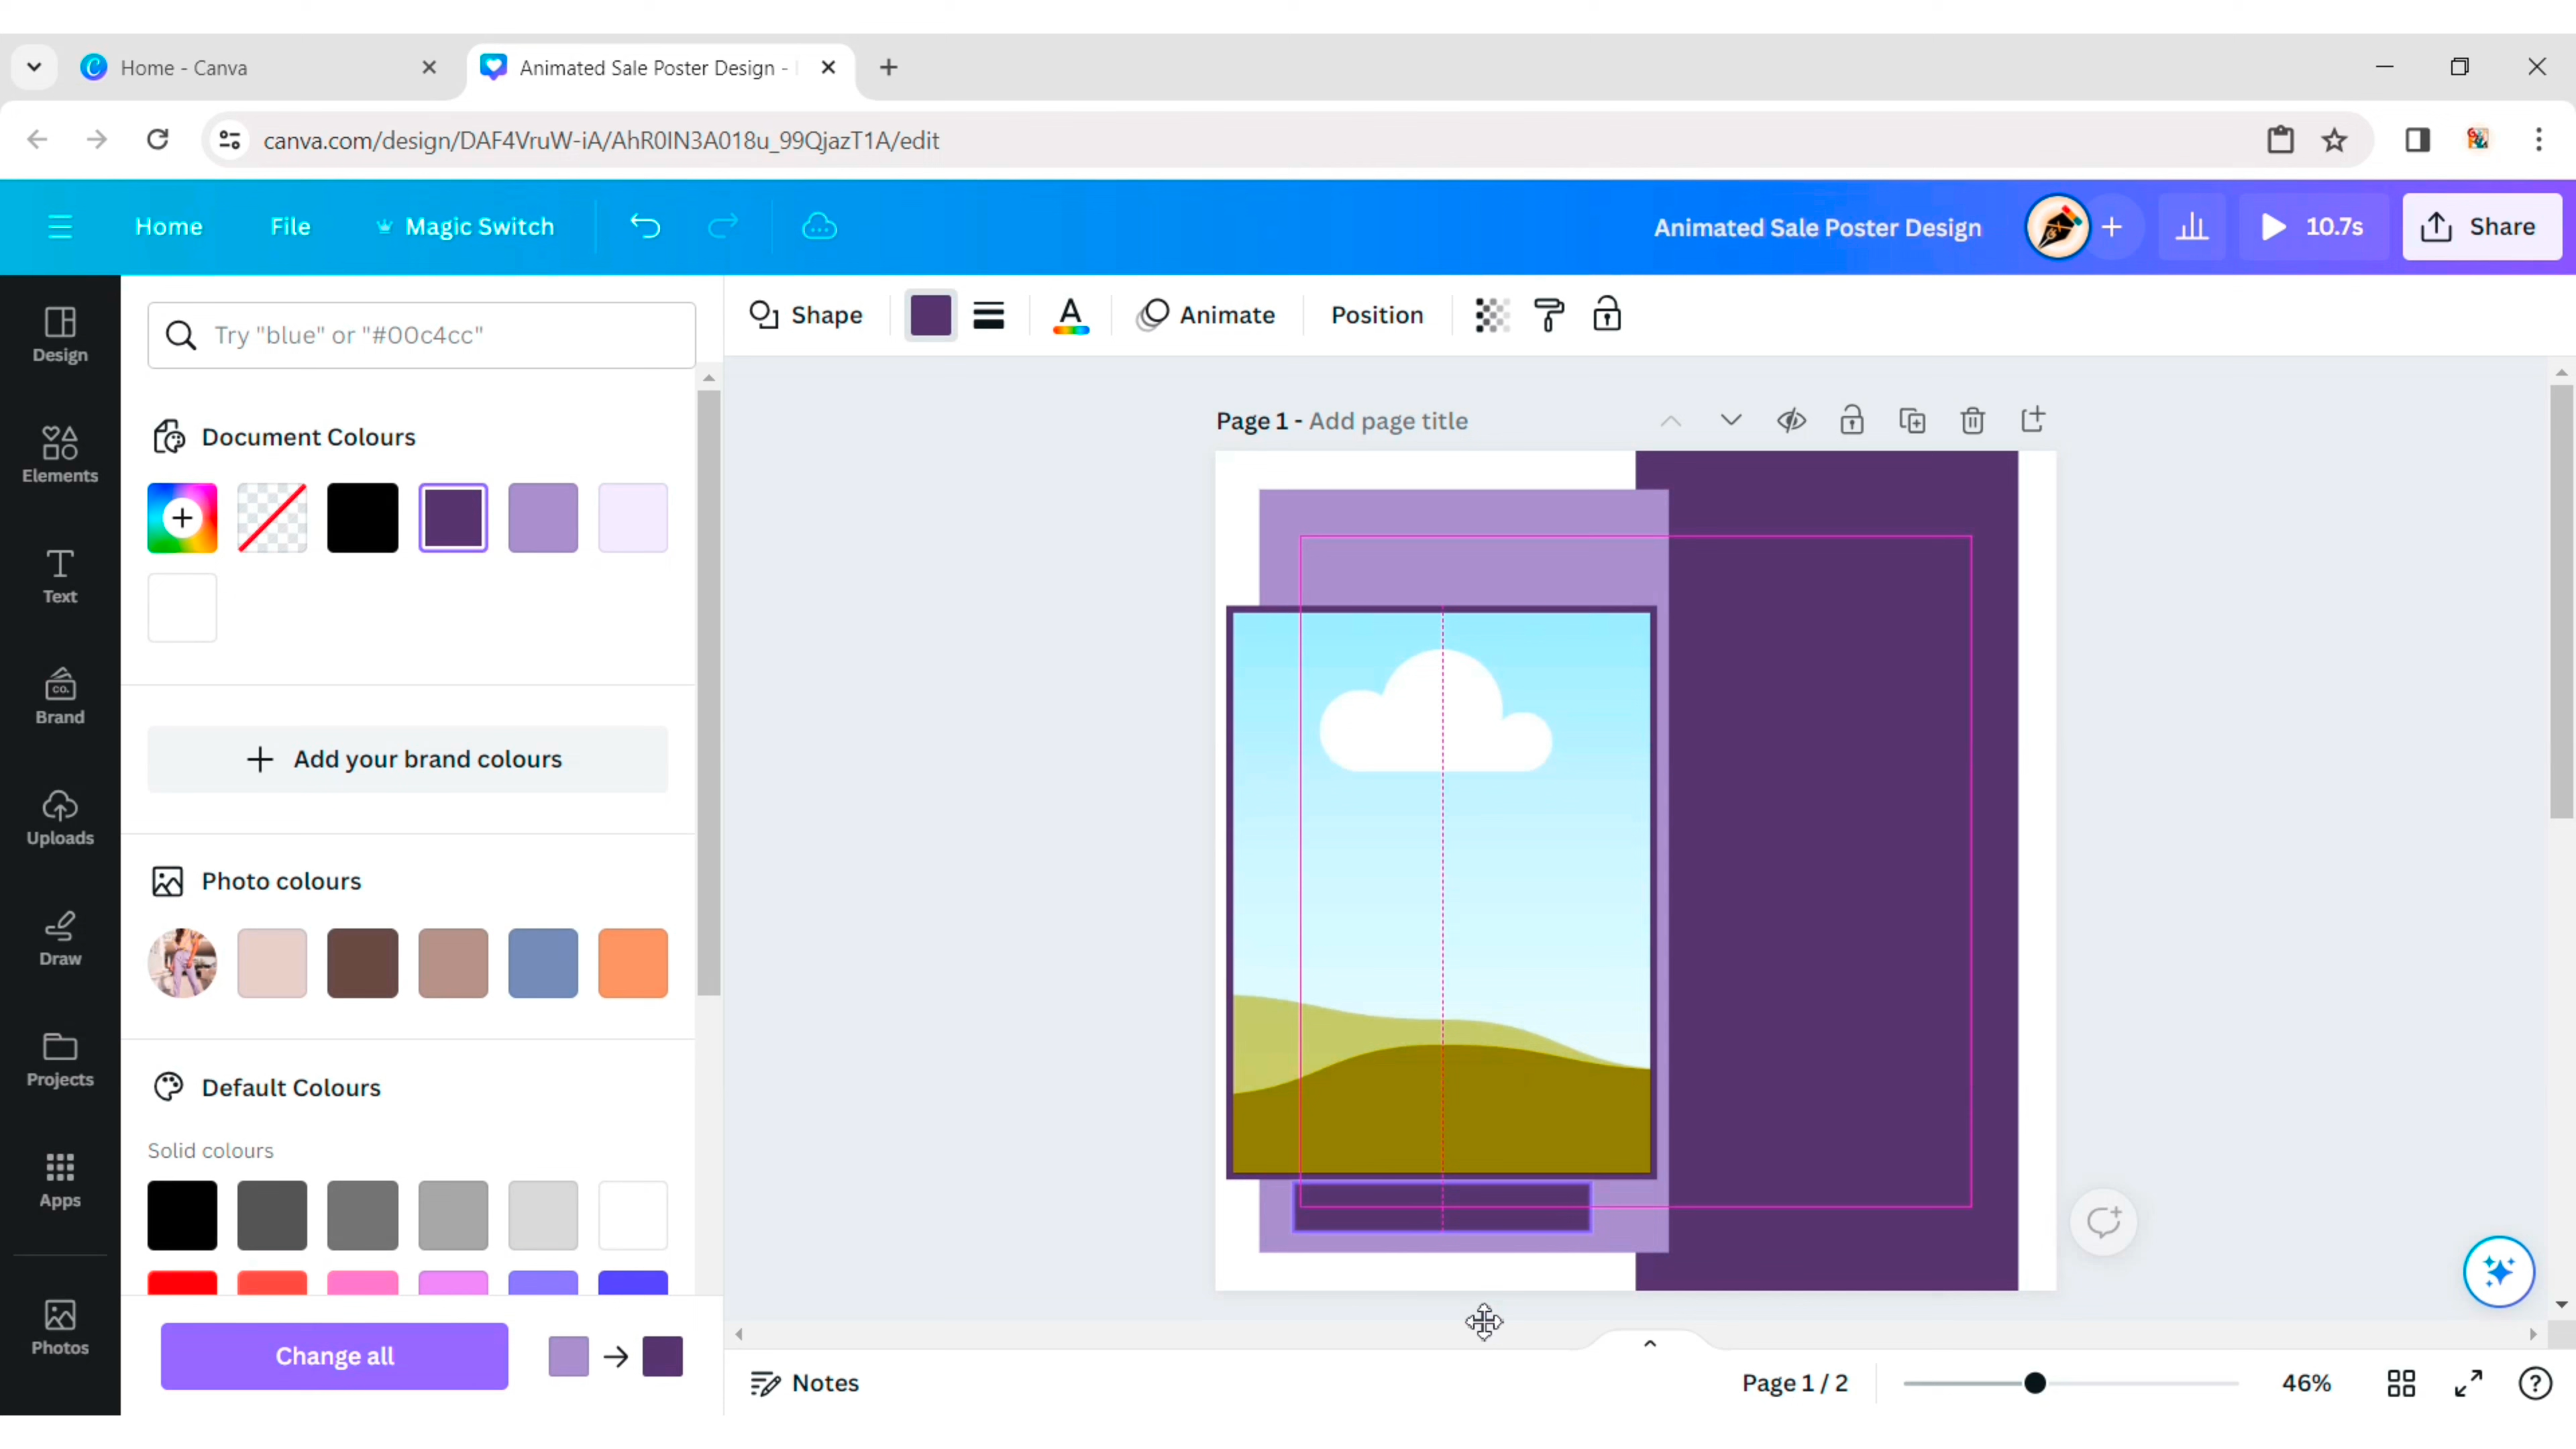 Home - Canva
Animated Sale Poster Design -
canva.com/design/DAF4VruW-iA/AhR0IN3A018u_99QjazT1A/edit
Home
File
Magic Switch
Animated Sale Poster Design
10.7s
Share
Design
Elements
Text
CO.
Brand
Uploads
Draw
Projects
Apps
Photos
Try "blue" or "#00c4cc"
Document Colours
Add your brand colours
Photo colours
Default Colours
Solid colours
Change all
Shape
A
Animate
Position
Page 1 - Add page title
Notes
Page 1 / 2
46%